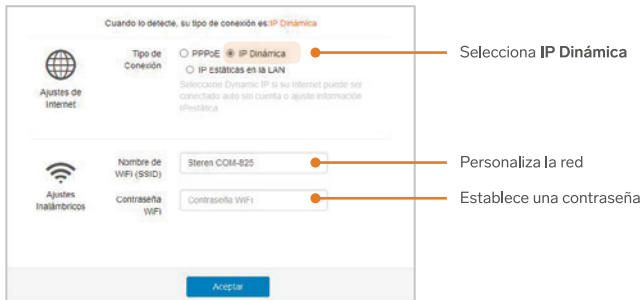 Cuando lo detecte, su tipo de conexión es:IP Dinámica
Tipo de Conexión
PPPoE
IP Dinámica
IP Estáticas en la LAN
Seleccione Dynamic IP si su Internet puede ser
conectado auto sin cuenta o ajuste información
IPestática.
Ajustes de
Internet
Selecciona IP Dinámica
Nombre de
WiFi (SSID)
Steren COM-825
Personaliza la red
Ajustes
Inalámbricos
Contraseña
WiFi
Contraseña WiFi
Establece una contraseña
Aceptar